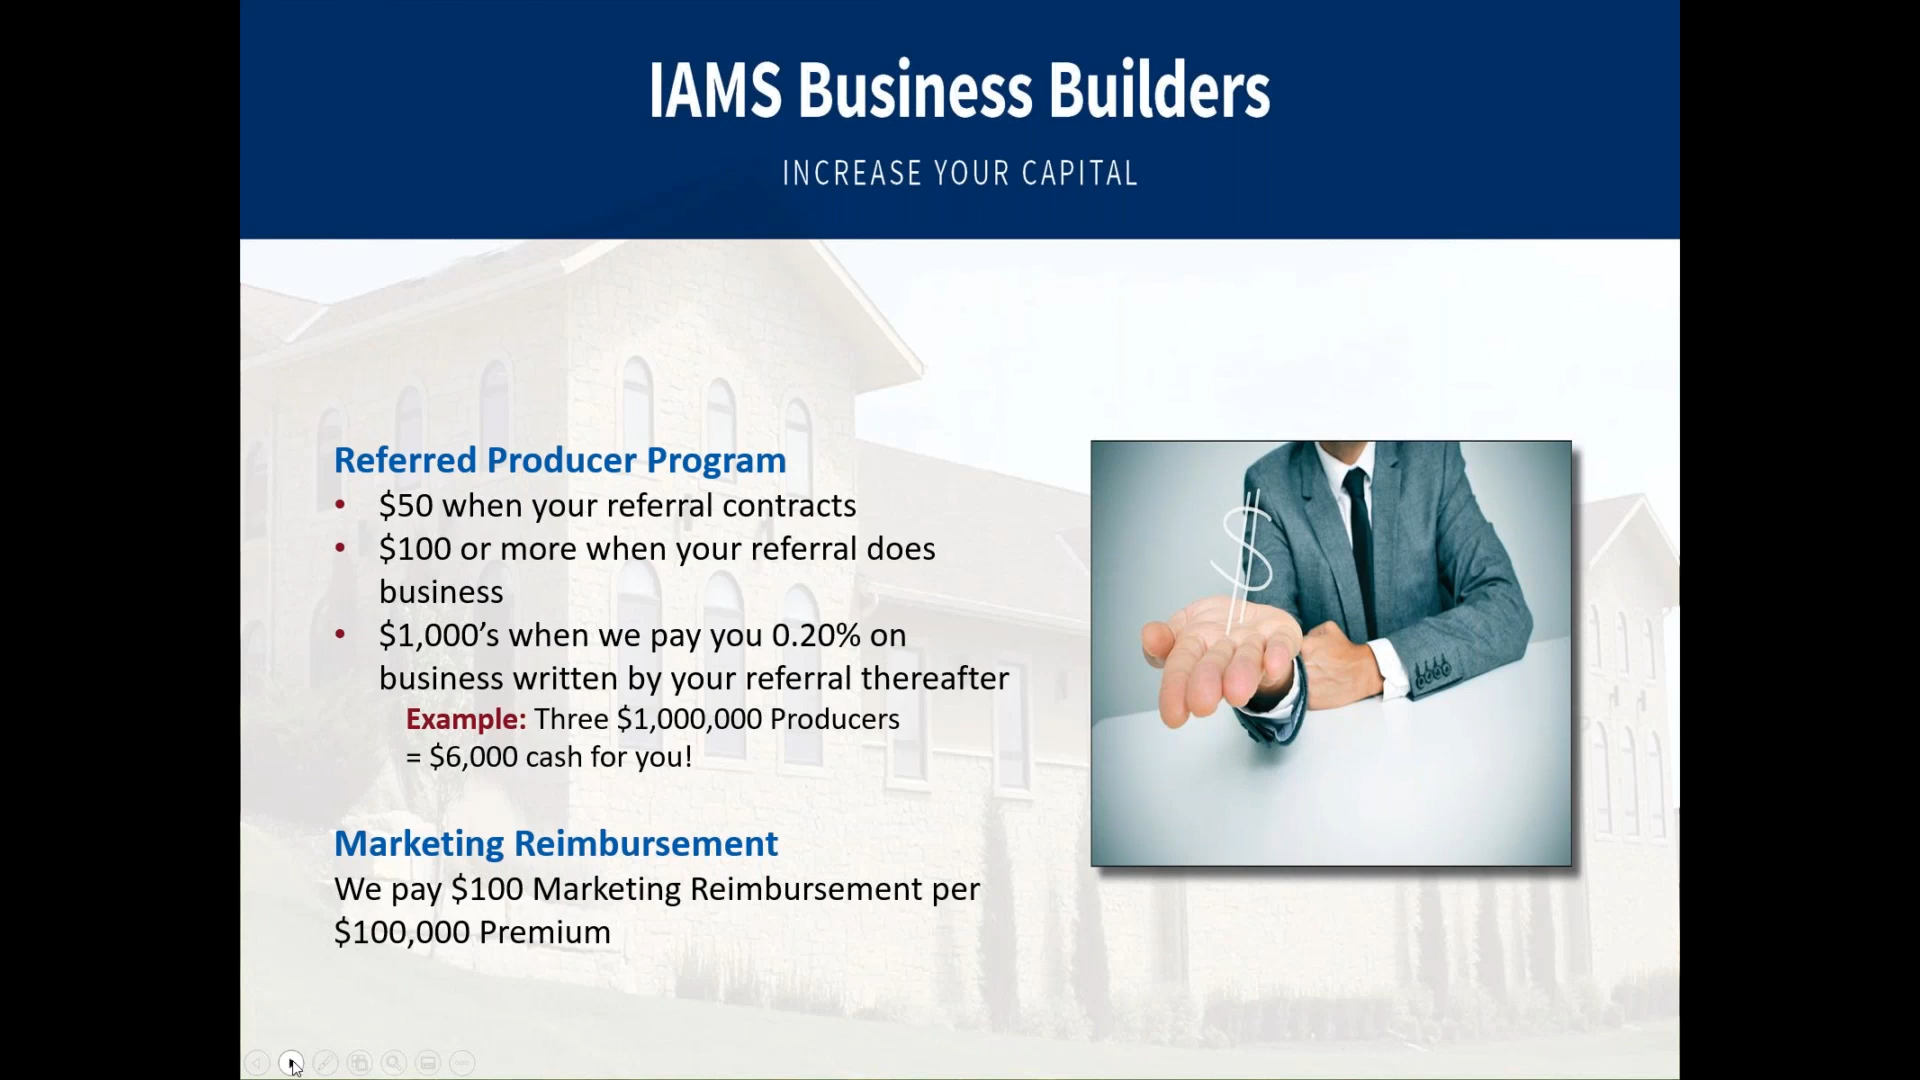 IAMS Business Builders
INCREASE YOUR CAPITAL
Referred Producer Program
• $50 when your referral contracts
• $100 or more when your referral does
business
• $1,000’s when we pay you 0.20% on
business written by your referral thereafter
Example: Three $1,000,000 Producers
= $6,000 cash for you!
Marketing Reimbursement
We pay $100 Marketing Reimbursement per
$100,000 Premium